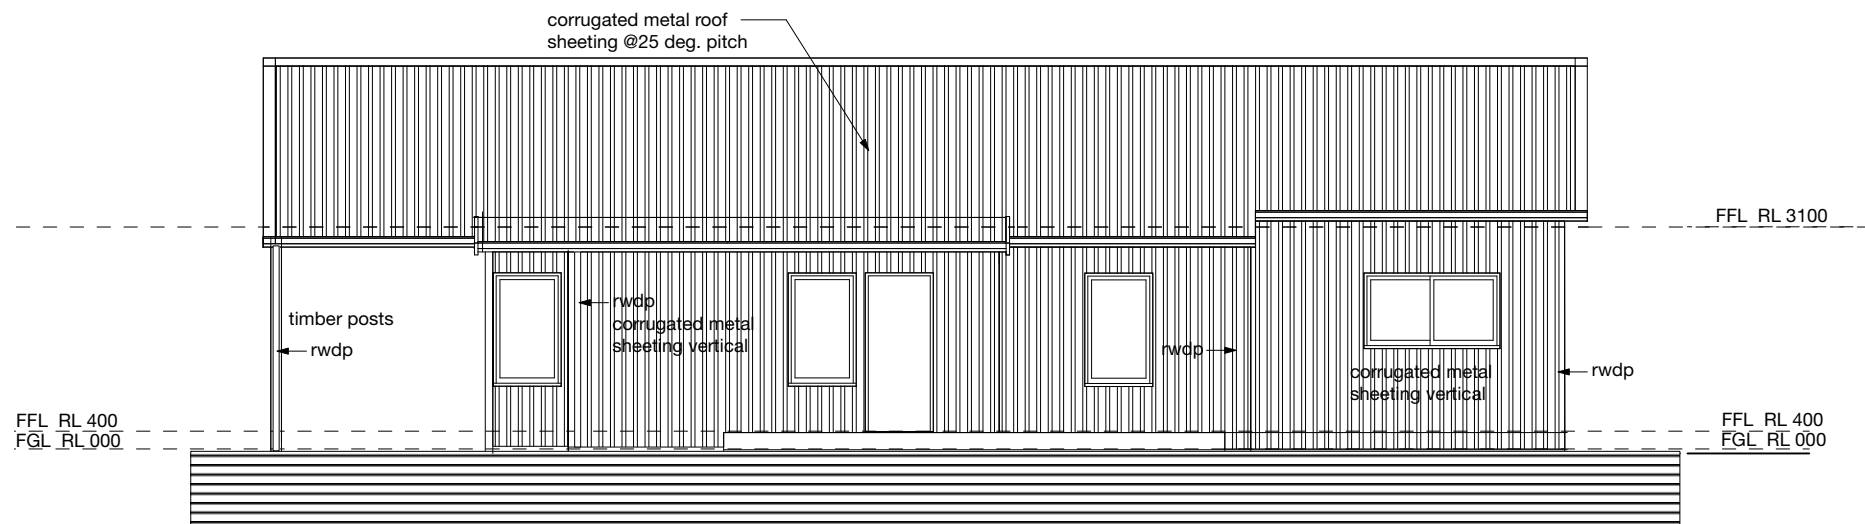 corrugated metal roof
sheeting @25 deg. pitch
FFL RL 3100
rwdp
corrugated metal
sheeting vertical
timber posts
rwdp
rwdp
corrugated metal
sheeting vertical
rwdp
FFL RL 400
FGL RL 000
FFL RL 400
FGL RL 000